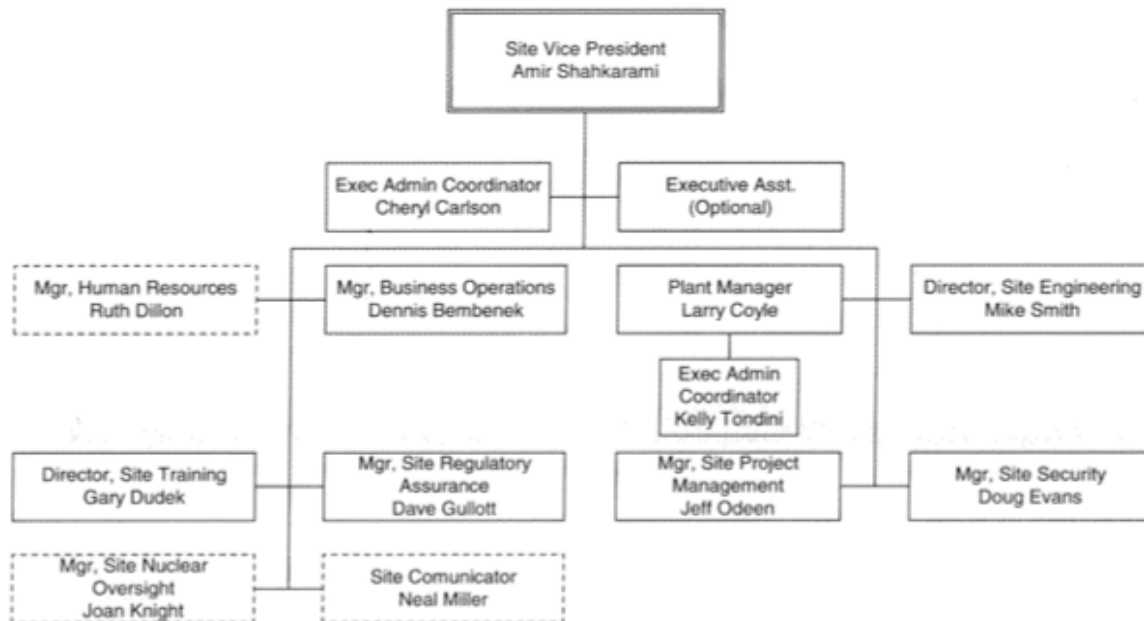 Site Vice President
Amir Shahkarami
Exec Admin Coordinator
Cheryl Carlson
Executive Asst.
(Optional)
Mgr, Human Resources
Ruth Dillon
Mgr, Business Operations
Dennis Bembenek
Plant Manager
Larry Coyle
Director, Site Engineering
Mike Smith
Exec Admin
Coordinator
Kelly Tondini
Director, Site Training
Gary Dudek
Mgr, Site Regulatory
Assurance
Dave Gullott
Mgr, Site Project
Management
Jeff Odeen
Mgr, Site Security
Doug Evans
Mgr, Site Nuclear
Oversight
Joan Knight
Site Comunicator
Neal Miller